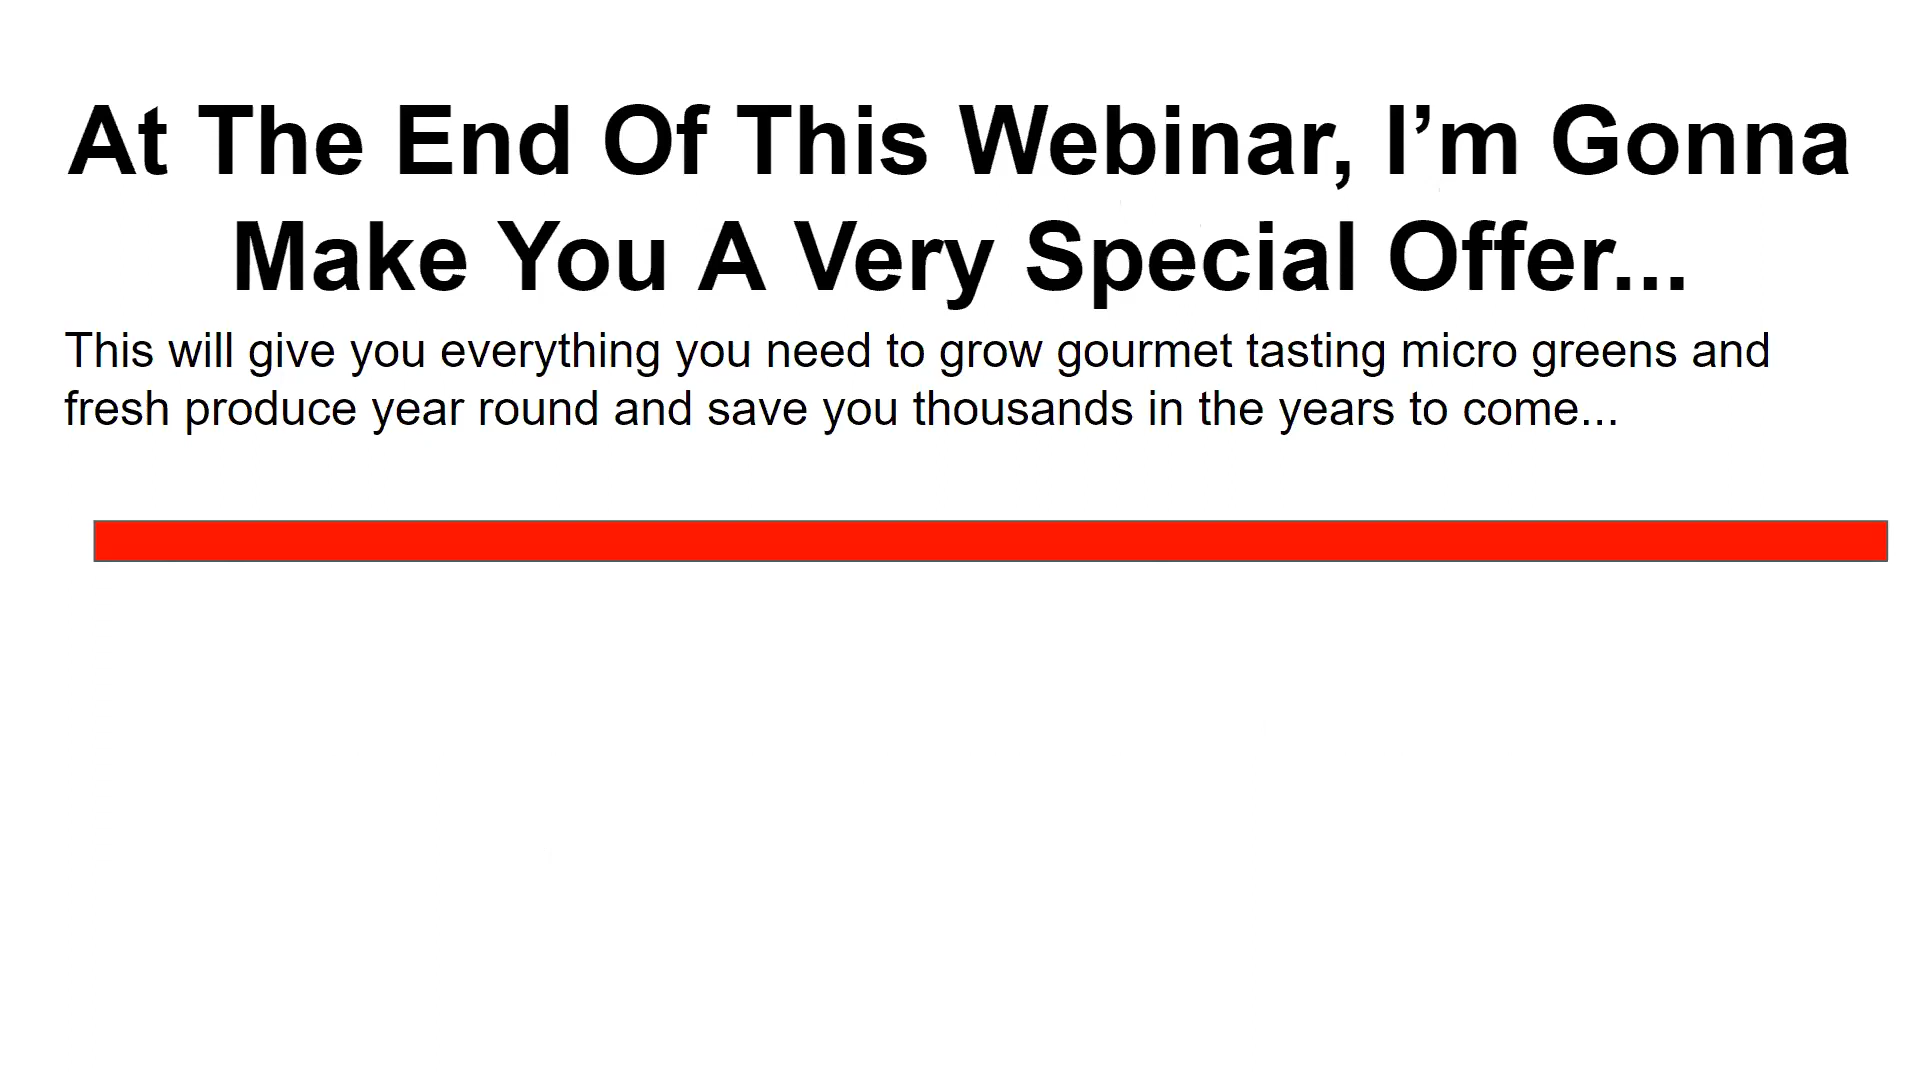 At The End Of This Webinar, I’m Gonna
Make You A Very Special Offer...
This will give you everything you need to grow gourmet tasting micro greens and
fresh produce year round and save you thousands in the years to come...